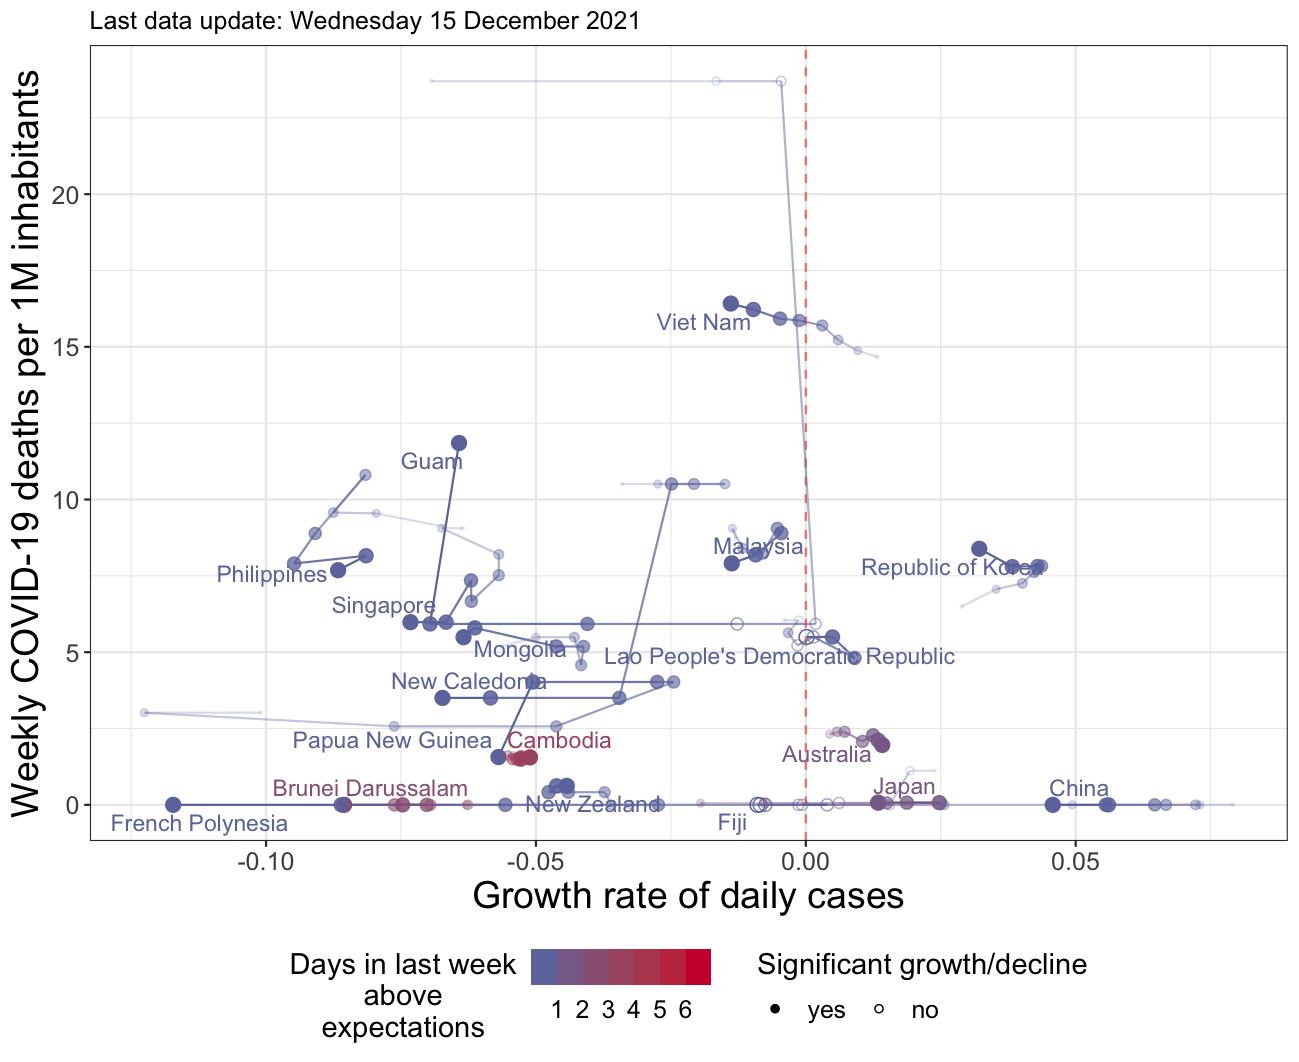 Last data update: Wednesday 15 December 2021
Weekly COVID-19 deaths per 1M inhabitants
20
15
10
5
0
Viet Nam
Guam
Malaysia
Republic of Korea
Philippines
Singapore
Mongolia
Lao People's Democratic Republic
New Caledonia
Papua New Guinea
Cambodia
Australia
Brunei Darussalam
Japan
China
New Zealand
French Polynesia
Fiji
-0.10
-0.05
0.00
0.05
Growth rate of daily cases
Days in last week
above
expectations
1 2 3 4 5 6
Significant growth/decline
yes
no